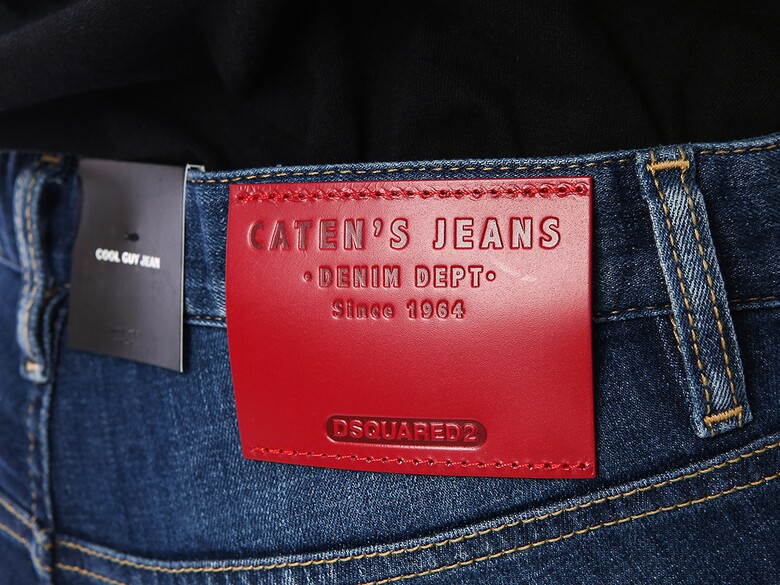 COOL GUY JEAN
CATEN'S JEANS
•DENIM DEPT•
Since 1964
DSQUARED2